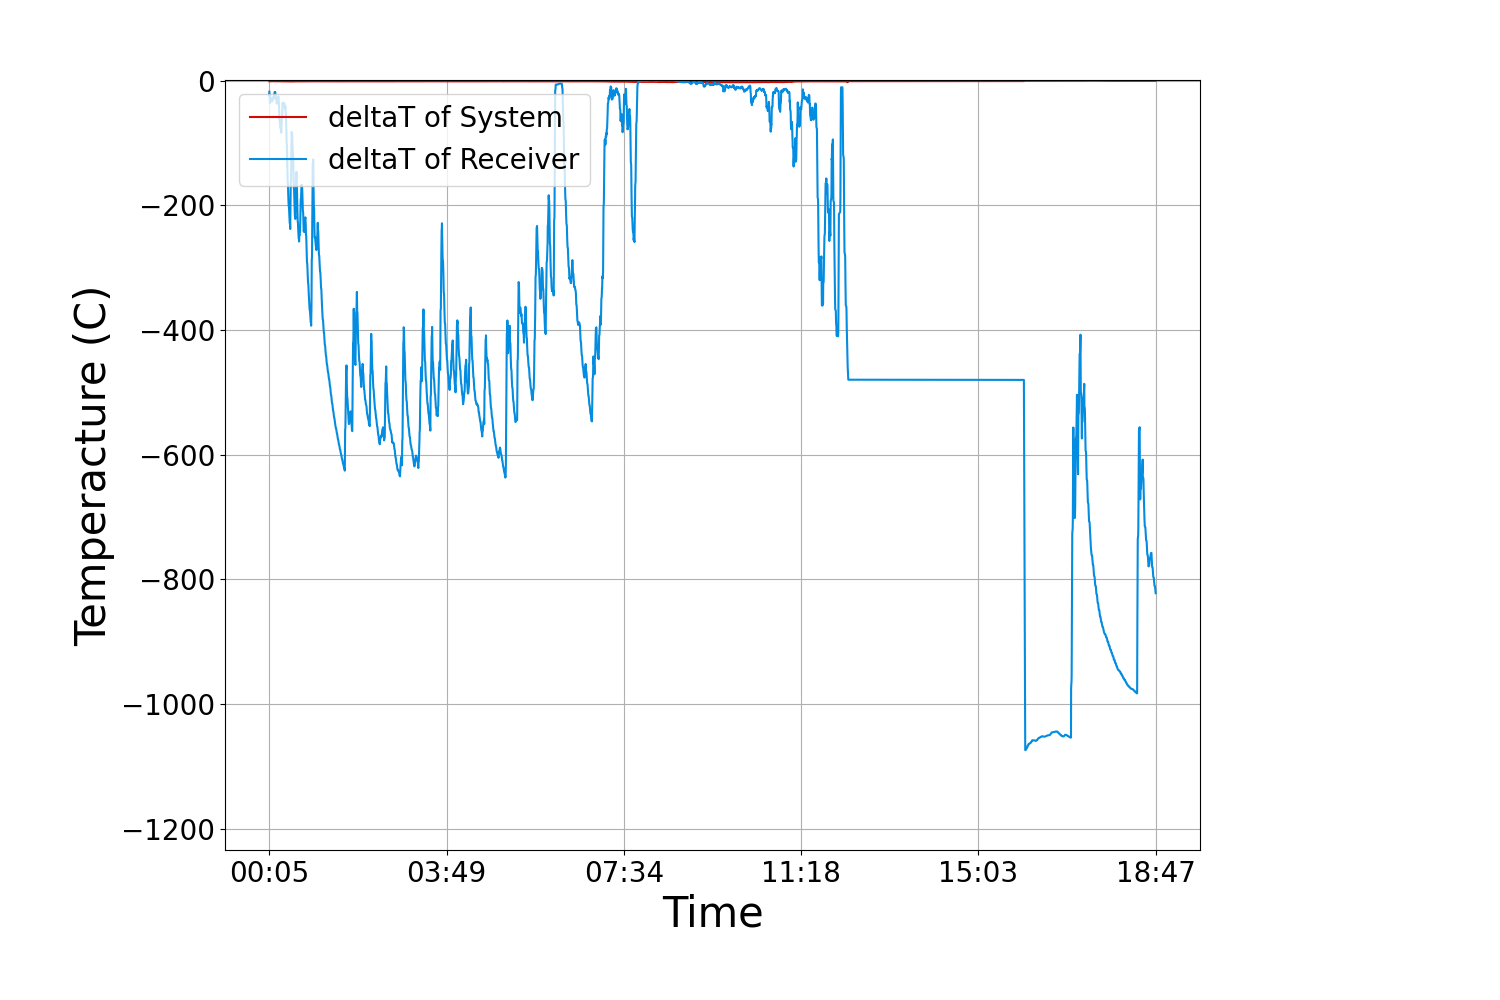 0
−200
−400
−600
−800
−1000
−1200
Temperacture (C)
deltaT of System
deltaT of Receiver
00:05 03:49 07:34 11:18 15:03 18:47
Time